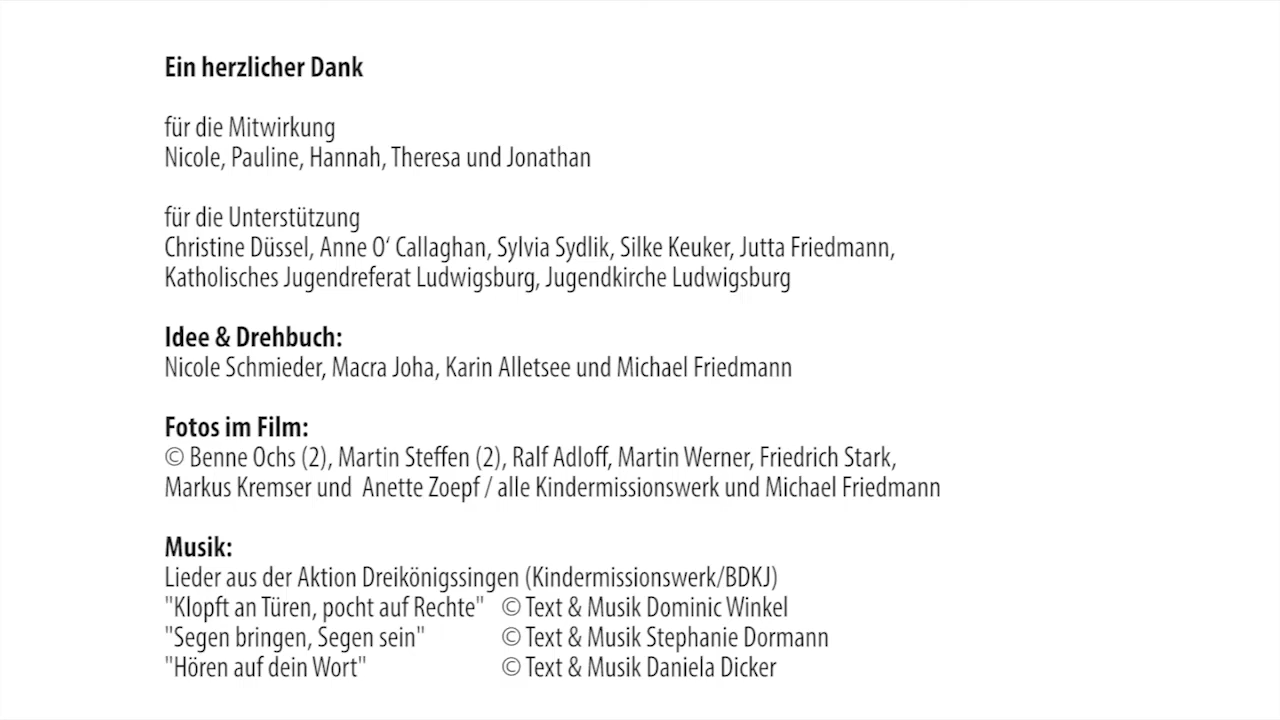 Ein herzlicher Dank
für die Mitwirkung
Nicole, Pauline, Hannah, Theresa und Jonathan
für die Unterstützung
Christine Düssel, Anne O‘ Callaghan, Sylvia Sydlik, Silke Keuker, Jutta Friedmann,
Katholisches Jugendreferat Ludwigsburg, Jugendkirche Ludwigsburg
Idee & Drehbuch:
Nicole Schmieder, Macra Joha, Karin Alletsee und Michael Friedmann
Fotos im Film:
© Benne Ochs (2), Martin Steffen (2), Ralf Adloff, Martin Werner, Friedrich Stark,
Markus Kremser und  Anette Zoepf / alle Kindermissionswerk und Michael Friedmann
Musik:
Lieder aus der Aktion Dreikönigssingen (Kindermissionswerk/BDKJ)
"Klopft an Türen, pocht auf Rechte" © Text & Musik Dominic Winkel
"Segen bringen, Segen sein" © Text & Musik Stephanie Dormann
"Hören auf dein Wort" © Text & Musik Daniela Dicker